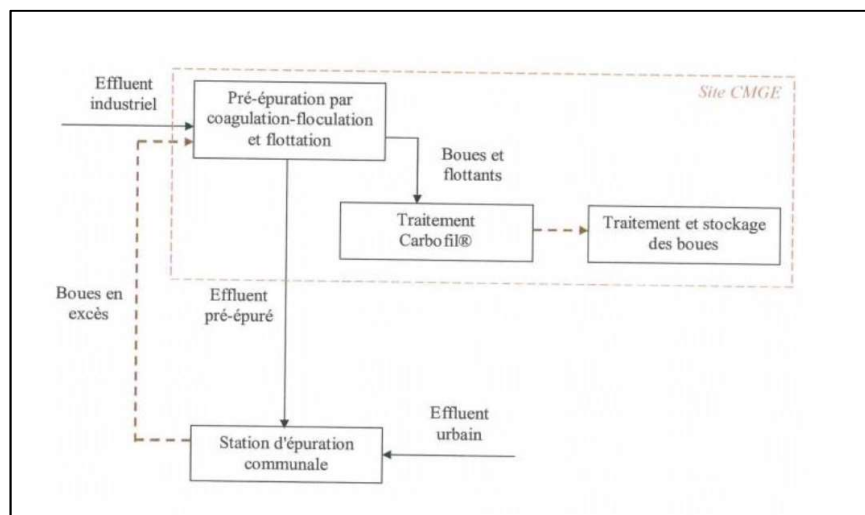 Effluent
industriel
Pré-épuration par
coagulation-floculation
et flottation
Site CMGE
Boues et
flottants
Traitement
Carbofil®
Traitement et stockage
des boues
Boues en
excès
Effluent
pré-épuré
Effluent
urbain
Station d'épuration
communale